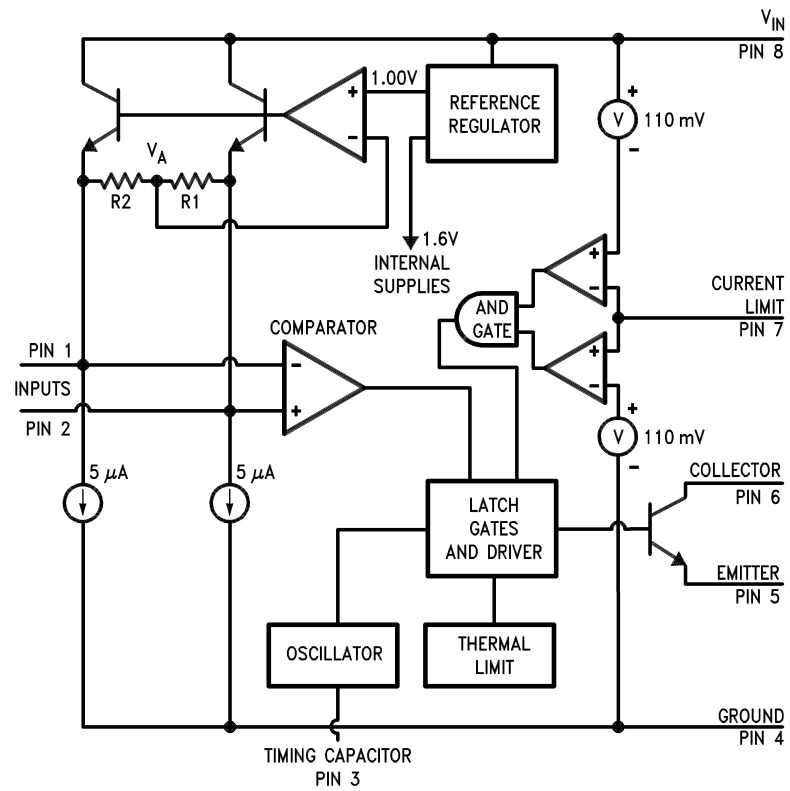 V_IN
PIN 8
1.00V
+
−
REFERENCE
REGULATOR
+
V
110 mV
−
V_A
R2
R1
1.6V
INTERNAL
SUPPLIES
+
−
CURRENT
LIMIT
PIN 7
AND
GATE
COMPARATOR
+
−
PIN 1
INPUTS
PIN 2
−
+
+
V
110 mV
−
5 μA
5 μA
COLLECTOR
PIN 6
LATCH
GATES
AND DRIVER
EMITTER
PIN 5
OSCILLATOR
THERMAL
LIMIT
GROUND
PIN 4
TIMING CAPACITOR
PIN 3